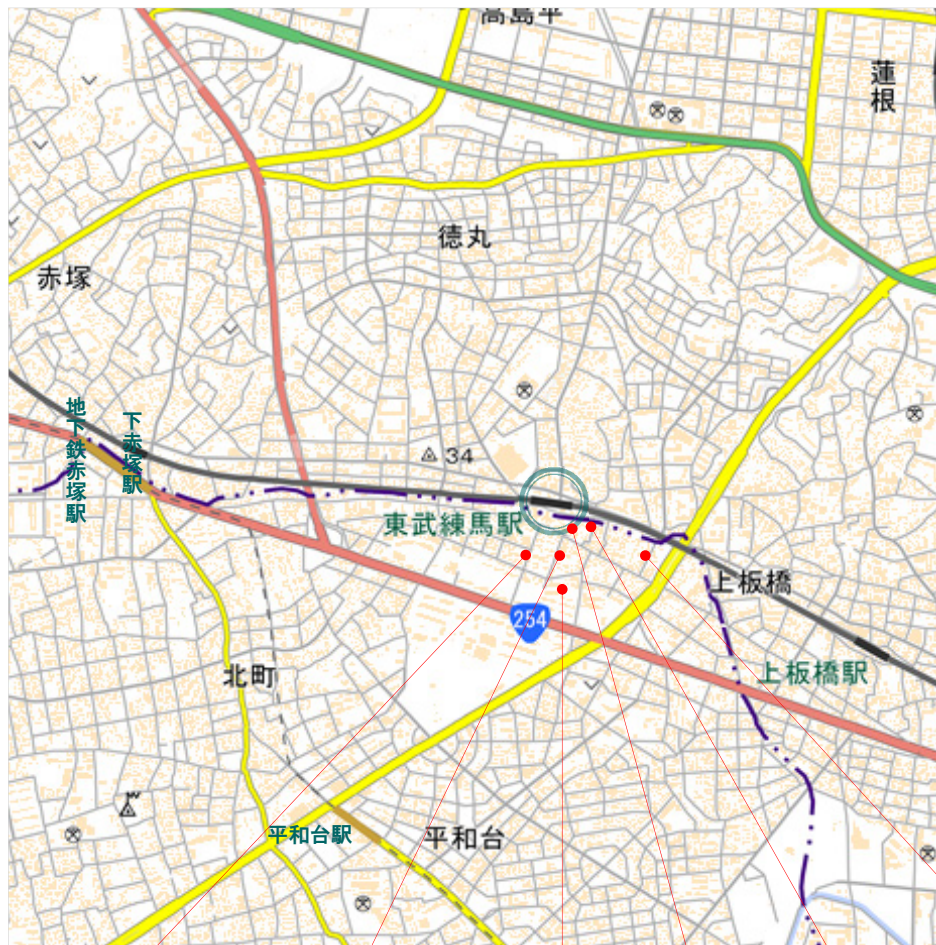 高島平
蓮根
徳丸
赤塚
地下鉄赤塚駅
下赤塚駅
34
東武練馬駅
上板橋
254
上板橋駅
北町
平和台駅
平和台